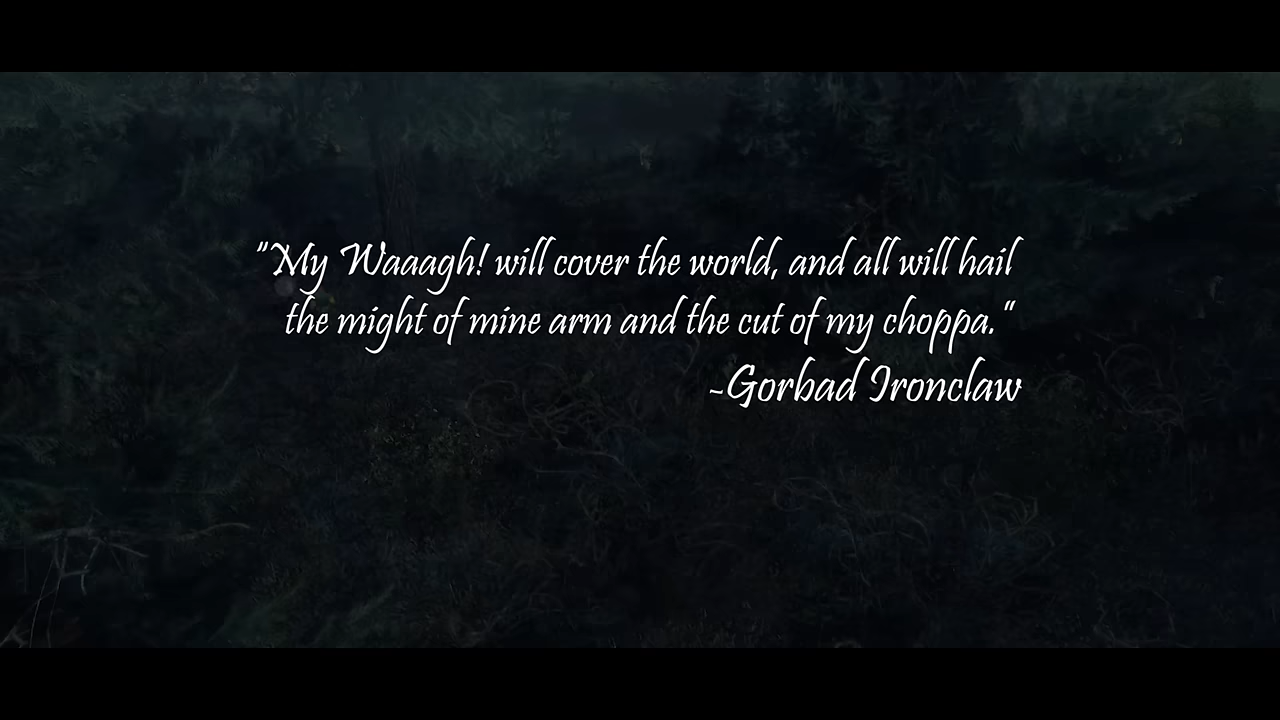 "My Waaagh! will cover the world, and all will hail
the might of mine arm and the cut of my choppa."
-Gorbad Ironclaw